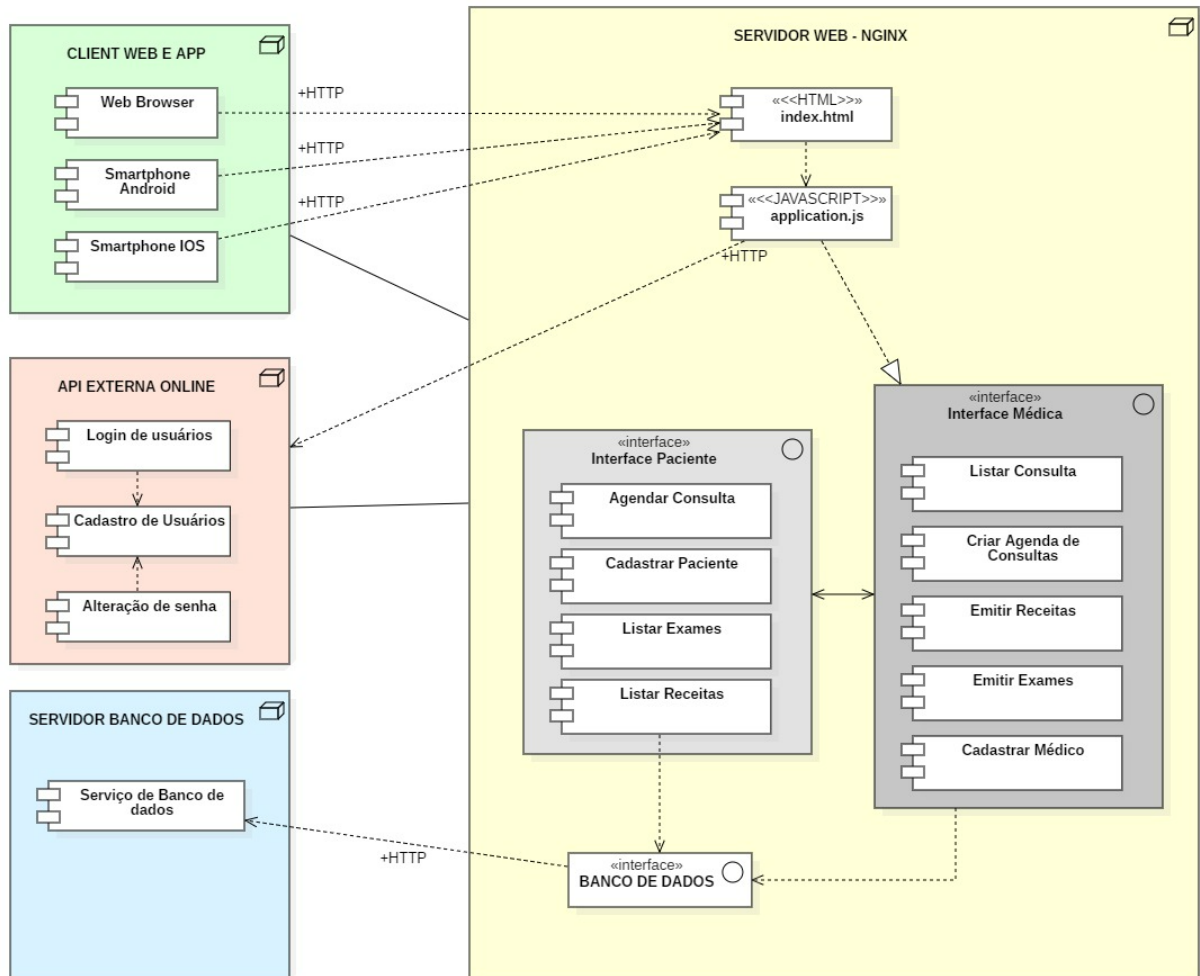 CLIENT WEB E APP
Web Browser
Smartphone
Android
Smartphone IOS
+HTTP
+HTTP
+HTTP
API EXTERNA ONLINE
Login de usuários
Cadastro de Usuários
Alteração de senha
SERVIDOR BANCO DE DADOS
Serviço de Banco de
dados
+HTTP
SERVIDOR WEB - NGINX
«<<HTML>>»
index.html
«<<JAVASCRIPT>>»
application.js
+HTTP
«interface»
Interface Paciente
Agendar Consulta
Cadastrar Paciente
Listar Exames
Listar Receitas
«interface»
Interface Médica
Listar Consulta
Criar Agenda de
Consultas
Emitir Receitas
Emitir Exames
Cadastrar Médico
«interface»
BANCO DE DADOS